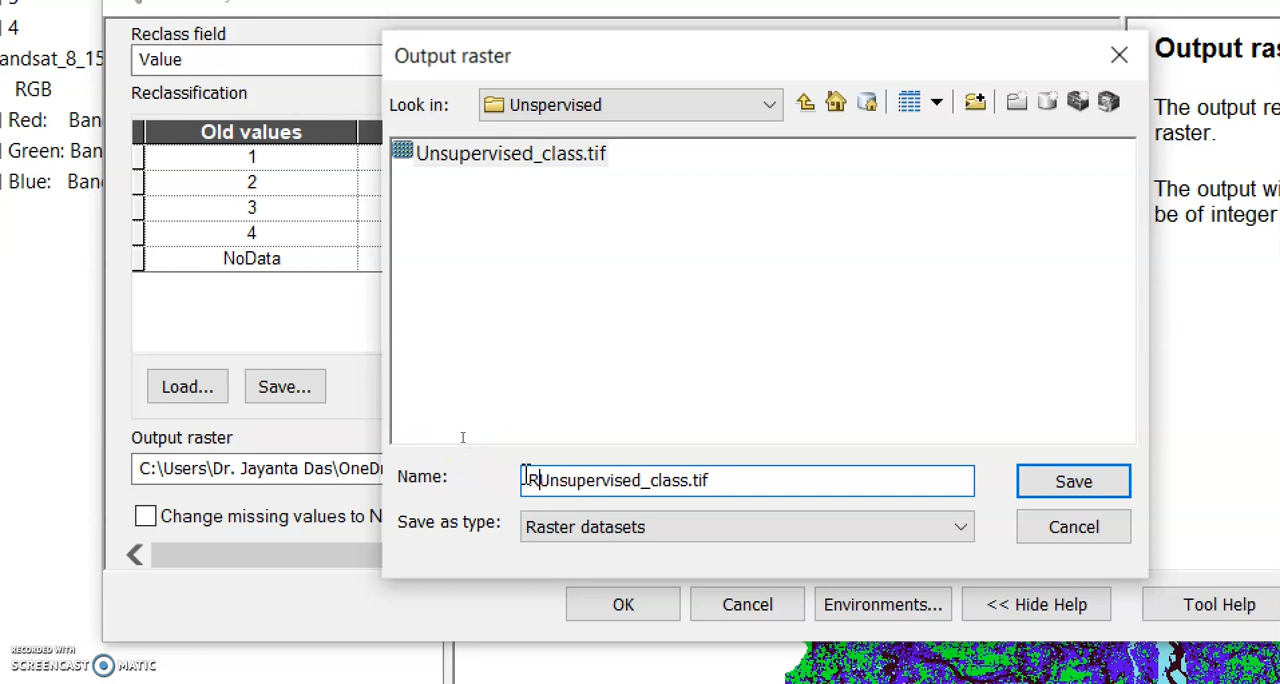 4
andsat_8_15
RGB
Red: Ban
Green: Ban
Blue: Ban
Reclass field
Value
Reclassification
Old values
1
2
3
4
NoData
Load...
Save...
Output raster
C:\Users\Dr. Jayanta Das\OneDr
Change missing values to N
Output raster
Look in:
Unspervised
Unsupervised_class.tif
Name:
RUnsupervised_class.tif
Save
Save as type:
Raster datasets
Cancel
OK
Cancel
Environments...
<< Hide Help
Tool Help
Output ras
The output re
raster.
The output wi
be of integer
RECORDED WITH
SCREENCAST MATIC